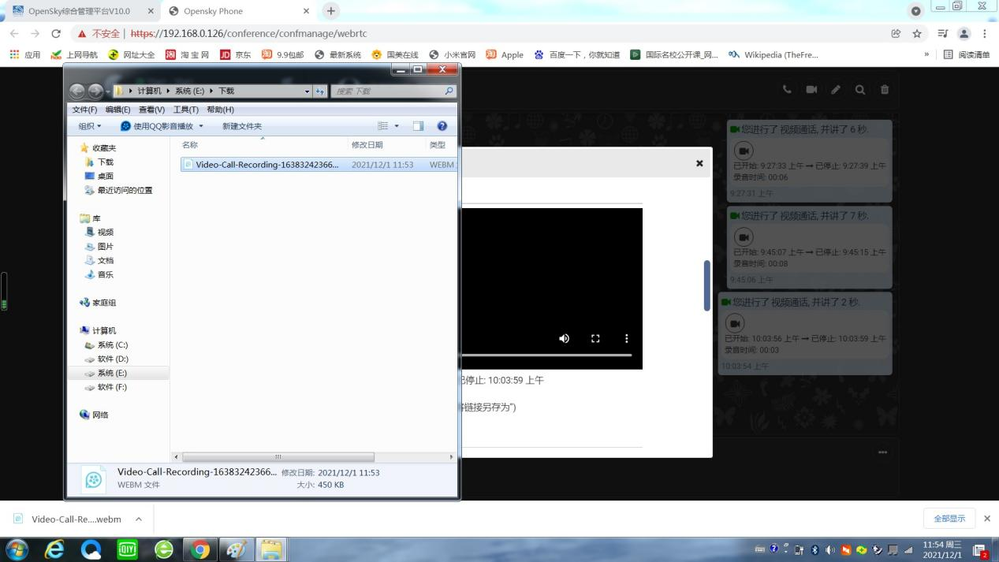 OpenSky综合管理平台V10.0
Opensky Phone
不安全 | https://192.168.0.126/conference/confmanage/webrtc
应用 上网导航 网址大全 淘 宝 网 京东 9.9包邮 最新系统 国美在线 小米官网 Apple 百度一下，你就知道 国际名校公开课_网... Wikipedia (TheFre... » 阅读清单
计算机 系统 (E:) 下载
搜索 下载
文件(F) 编辑(E) 查看(V) 工具(T) 帮助(H)
组织 使用QQ影音播放 新建文件夹
名称 修改日期 类型
Video-Call-Recording-16383242366... 2021/12/1 11:53 WEBM
收藏夹
下载
桌面
最近访问的位置
库
视频
图片
文档
音乐
家庭组
计算机
系统 (C:)
软件 (D:)
系统 (E:)
软件 (F:)
网络
Video-Call-Recording-16383242366... 修改日期: 2021/12/1 11:53
WEBM 文件 大小: 450 KB
已停止: 10:03:59 上午
链接另存为")
您进行了 视频通话, 并讲了 6 秒.
已开始: 9:27:33 上午 → 已停止: 9:27:39 上午
录音时间: 00:06
9:27:31 上午
您进行了 视频通话, 并讲了 7 秒.
已开始: 9:45:07 上午 → 已停止: 9:45:15 上午
录音时间: 00:08
9:45:06 上午
您进行了 视频通话, 并讲了 2 秒.
已开始: 10:03:56 上午 → 已停止: 10:03:59 上午
录音时间: 00:03
10:03:54 上午
Video-Call-Re....webm
全部显示
iQIY
11:54 周三
2021/12/1
2